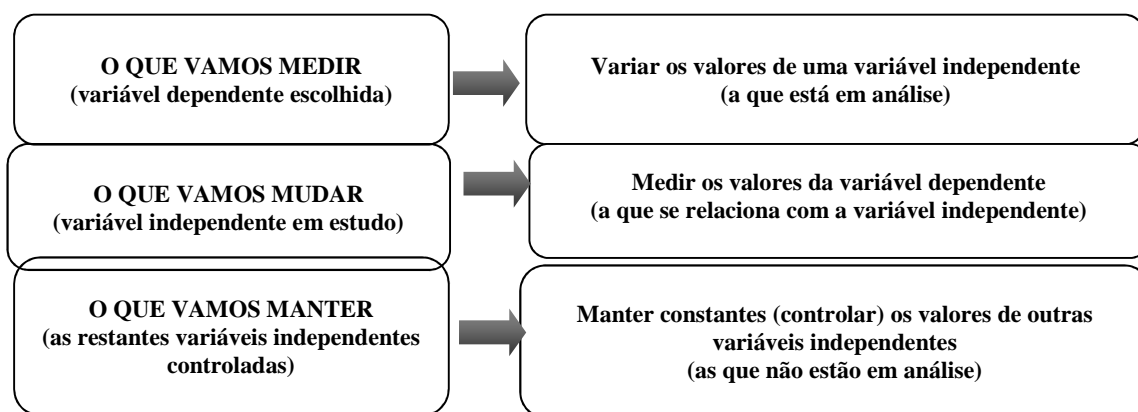 O QUE VAMOS MEDIR
(variável dependente escolhida)
Variar os valores de uma variável independente
(a que está em análise)
O QUE VAMOS MUDAR
(variável independente em estudo)
Medir os valores da variável dependente
(a que se relaciona com a variável independente)
O QUE VAMOS MANTER
(as restantes variáveis independentes
controladas)
Manter constantes (controlar) os valores de outras
variáveis independentes
(as que não estão em análise)